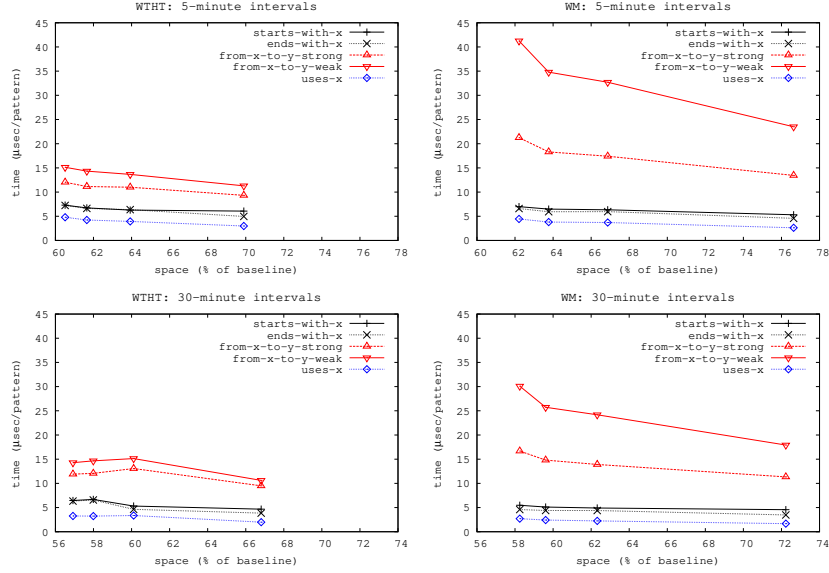 WTHT: 5-minute intervals
45
40
35
30
25
20
15
10
5
0
time (μsec/pattern)
starts-with-x
ends-with-x
from-x-to-y-strong
from-x-to-y-weak
uses-x
60 62 64 66 68 70 72 74 76 78
space (% of baseline)
WM: 5-minute intervals
45
40
35
30
25
20
15
10
5
0
time (μsec/pattern)
starts-with-x
ends-with-x
from-x-to-y-strong
from-x-to-y-weak
uses-x
60 62 64 66 68 70 72 74 76 78
space (% of baseline)
WTHT: 30-minute intervals
45
40
35
30
25
20
15
10
5
0
time (μsec/pattern)
starts-with-x
ends-with-x
from-x-to-y-strong
from-x-to-y-weak
uses-x
56 58 60 62 64 66 68 70 72 74
space (% of baseline)
WM: 30-minute intervals
45
40
35
30
25
20
15
10
5
0
time (μsec/pattern)
starts-with-x
ends-with-x
from-x-to-y-strong
from-x-to-y-weak
uses-x
56 58 60 62 64 66 68 70 72 74
space (% of baseline)